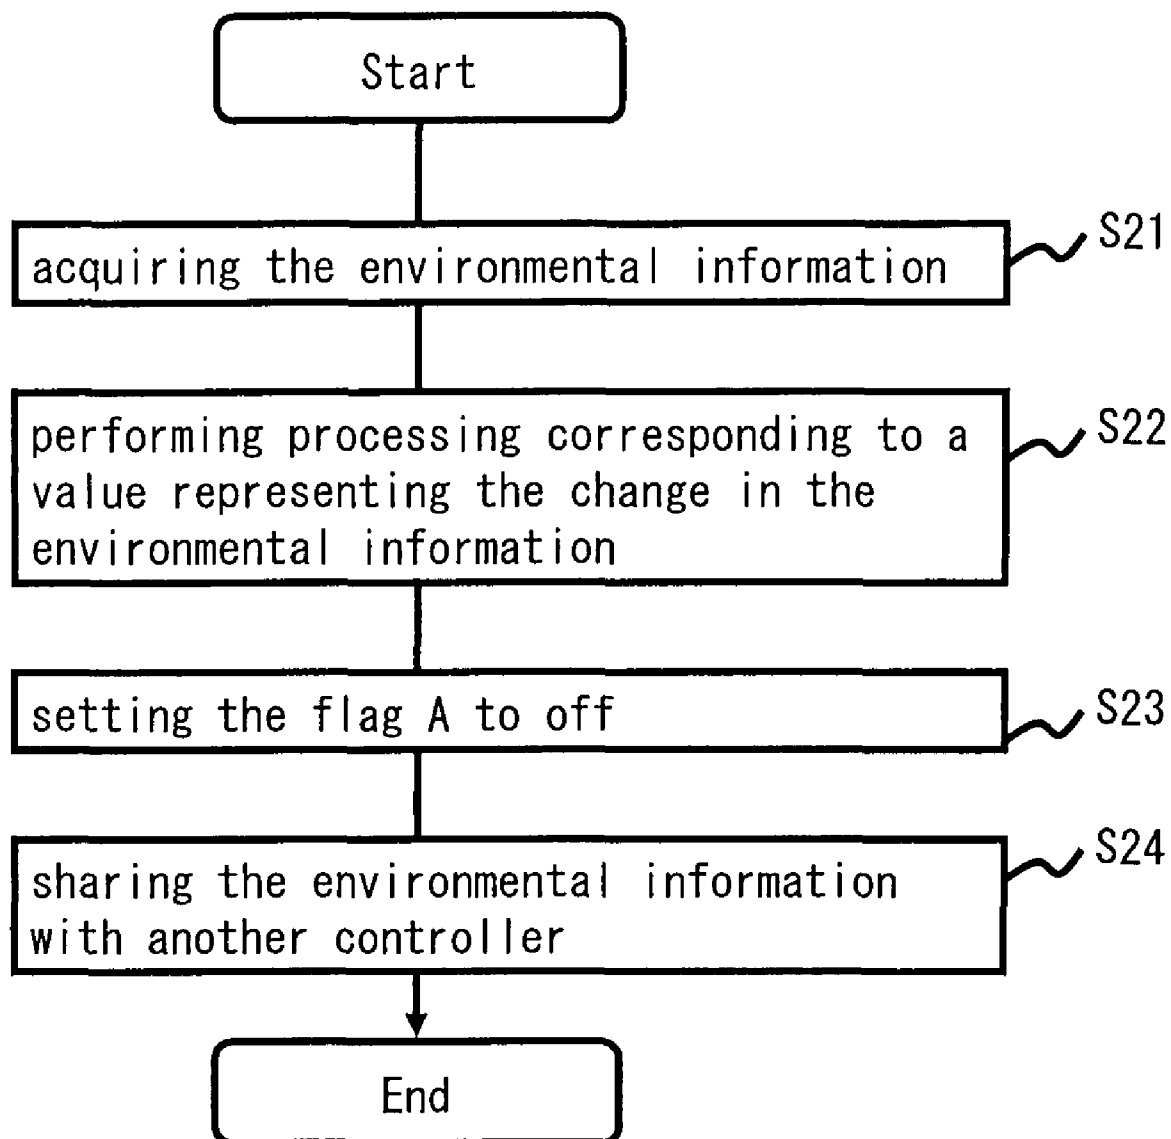 Start
acquiring the environmental information
S21
performing processing corresponding to a
value representing the change in the
environmental information
S22
setting the flag A to off
S23
sharing the environmental information
with another controller
S24
End